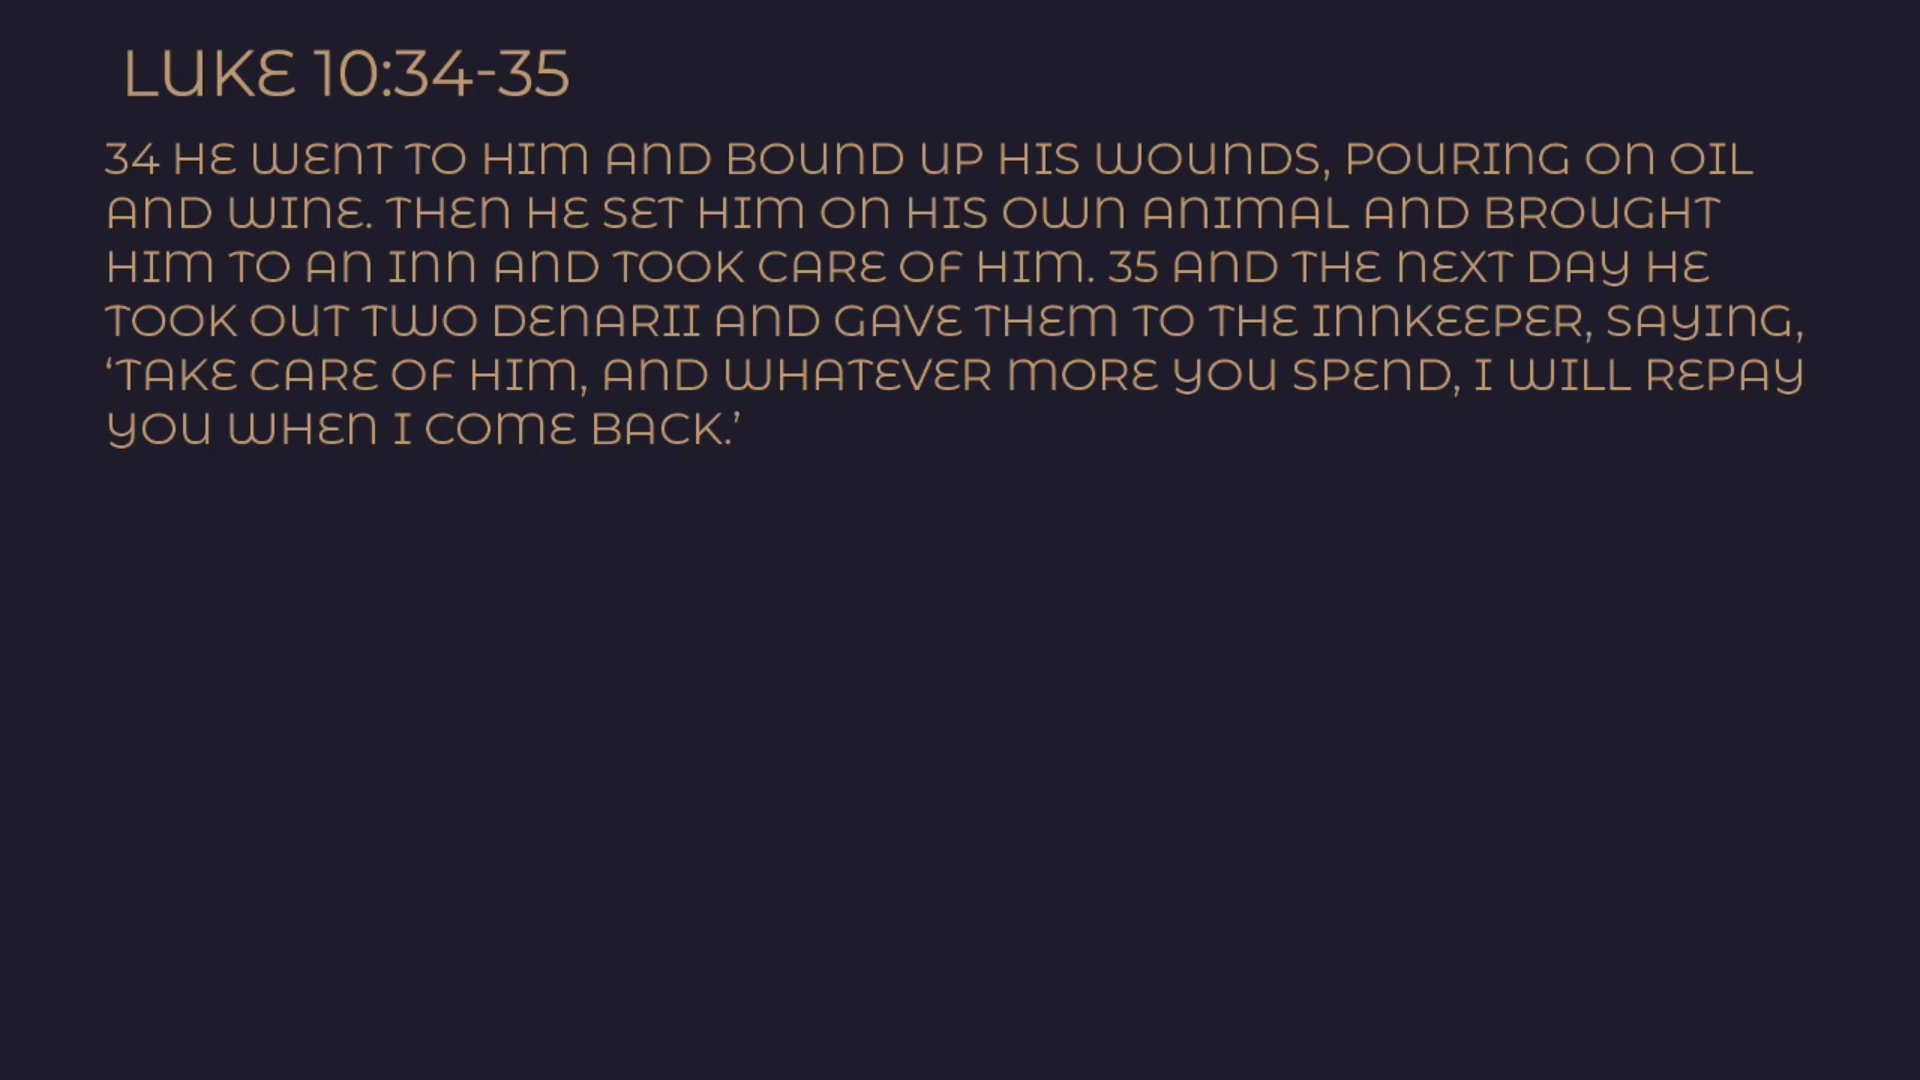 LUKE 10:34-35
34 HE WENT TO HIM AND BOUND UP HIS WOUNDS, POURING ON OIL
AND WINE. THEN HE SET HIM ON HIS OWN ANIMAL AND BROUGHT
HIM TO AN INN AND TOOK CARE OF HIM. 35 AND THE NEXT DAY HE
TOOK OUT TWO DENARII AND GAVE THEM TO THE INNKEEPER, SAYING,
‘TAKE CARE OF HIM, AND WHATEVER MORE YOU SPEND, I WILL REPAY
YOU WHEN I COME BACK.’